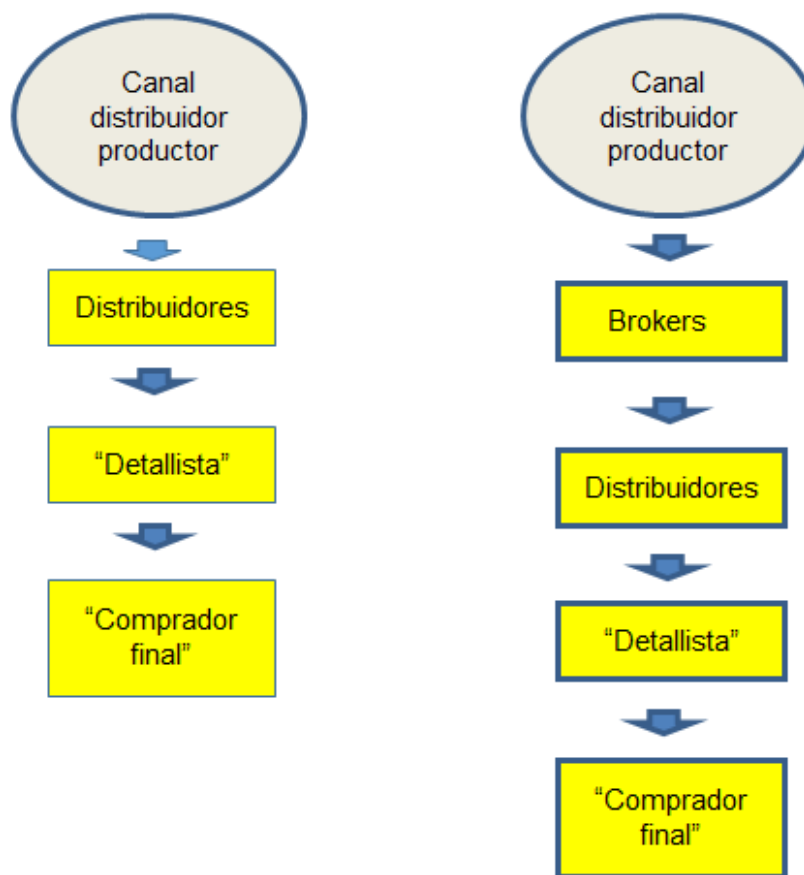 Canal
distribuidor
productor
Distribuidores
“Detallista”
“Comprador
final”
Canal
distribuidor
productor
Brokers
Distribuidores
“Detallista”
“Comprador
final”